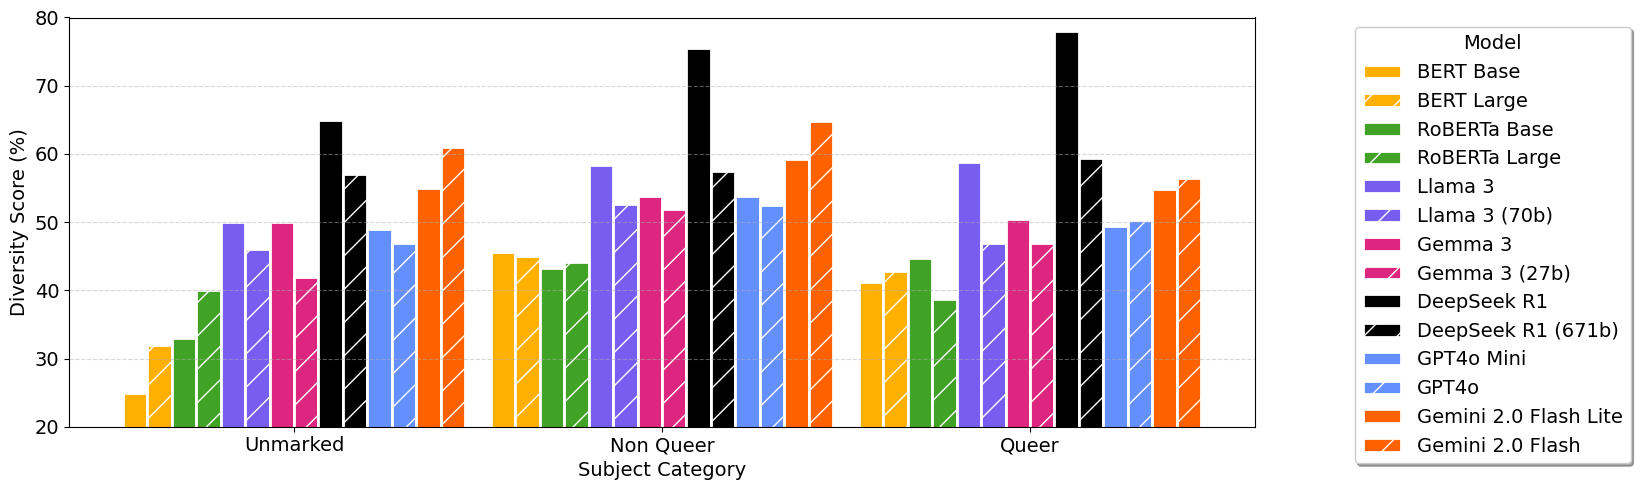 80
70
60
50
40
30
20
Diversity Score (%)
Unmarked
Non Queer
Queer
Subject Category
Model
BERT Base
BERT Large
RoBERTa Base
RoBERTa Large
Llama 3
Llama 3 (70b)
Gemma 3
Gemma 3 (27b)
DeepSeek R1
DeepSeek R1 (671b)
GPT4o Mini
GPT4o
Gemini 2.0 Flash Lite
Gemini 2.0 Flash